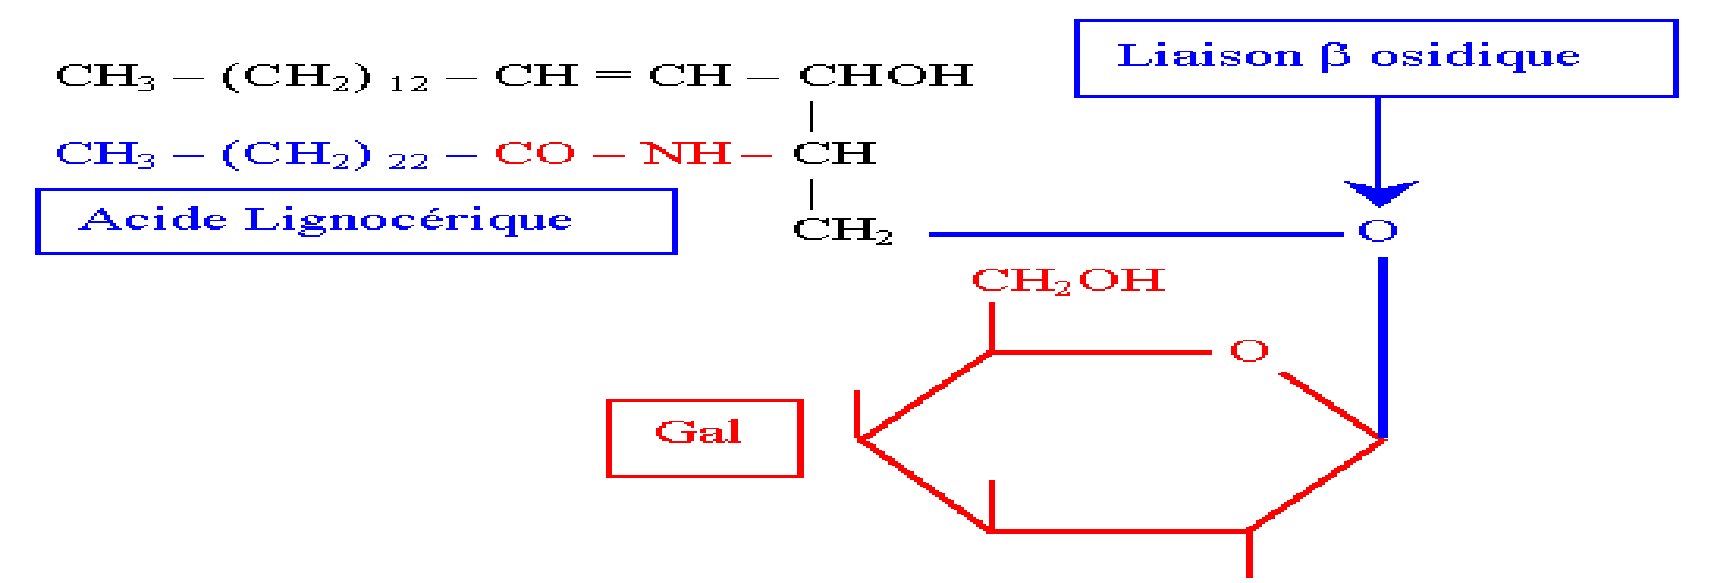 Liaison β osidique
CH₃ – (CH₂) ₁₂ – CH = CH – CHOH
CH₃ – (CH₂) ₂₂ – CO – NH – CH
Acide Lignocérique
CH₂ O
CH₂OH
O
Gal